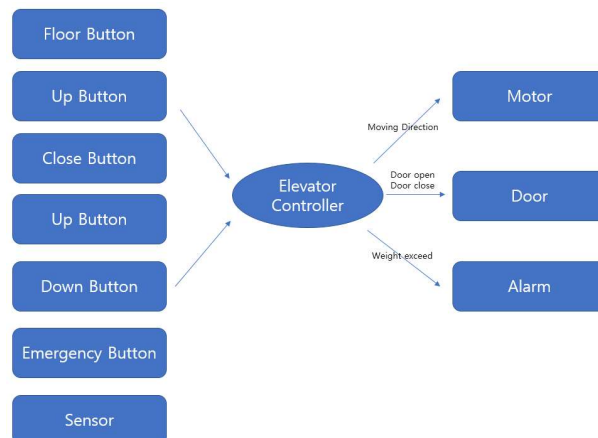 Floor Button
Up Button
Close Button
Up Button
Down Button
Emergency Button
Sensor
Elevator
Controller
Moving Direction
Door open
Door close
Weight exceed
Motor
Door
Alarm